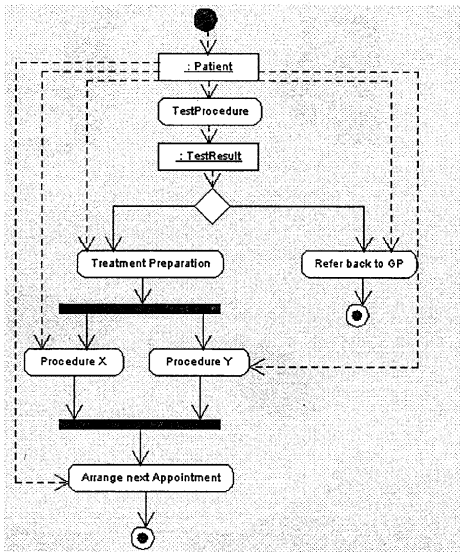 : Patient
TestProcedure
: TestResult
Treatment Preparation
Refer back to GP
Procedure X
Procedure Y
Arrange next Appointment